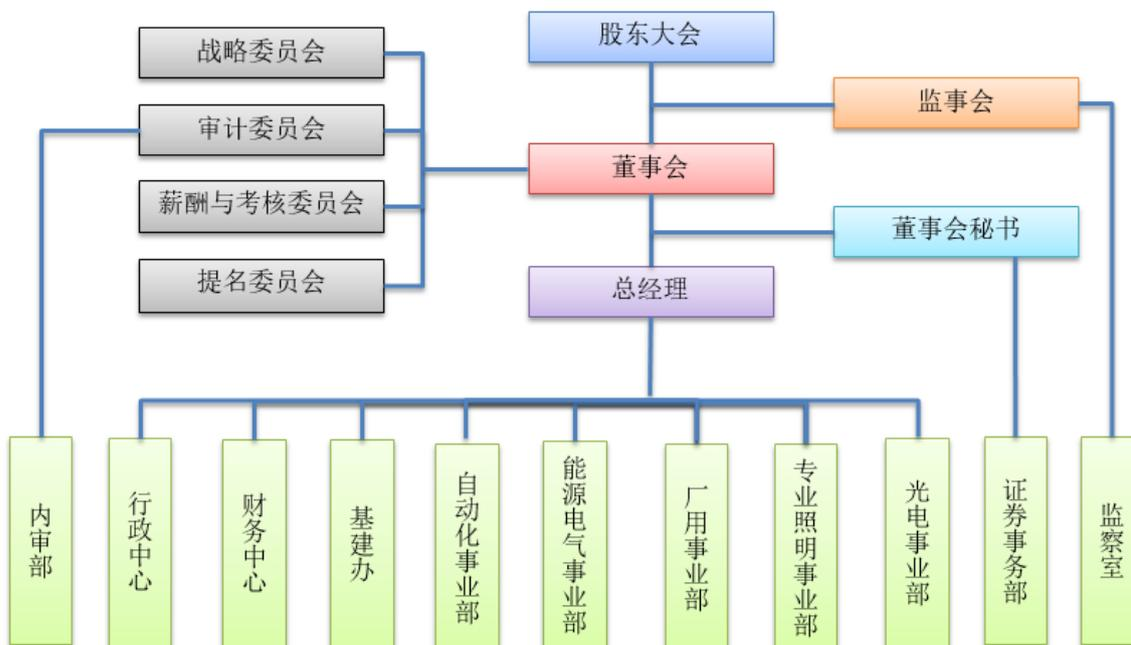 股东大会
战略委员会
监事会
审计委员会
董事会
薪酬与考核委员会
董事会秘书
提名委员会
总经理
内审部
行政中心
财务中心
基建办
自动化事业部
能源电气事业部
厂用事业部
专业照明事业部
光电事业部
证券事务部
监察室